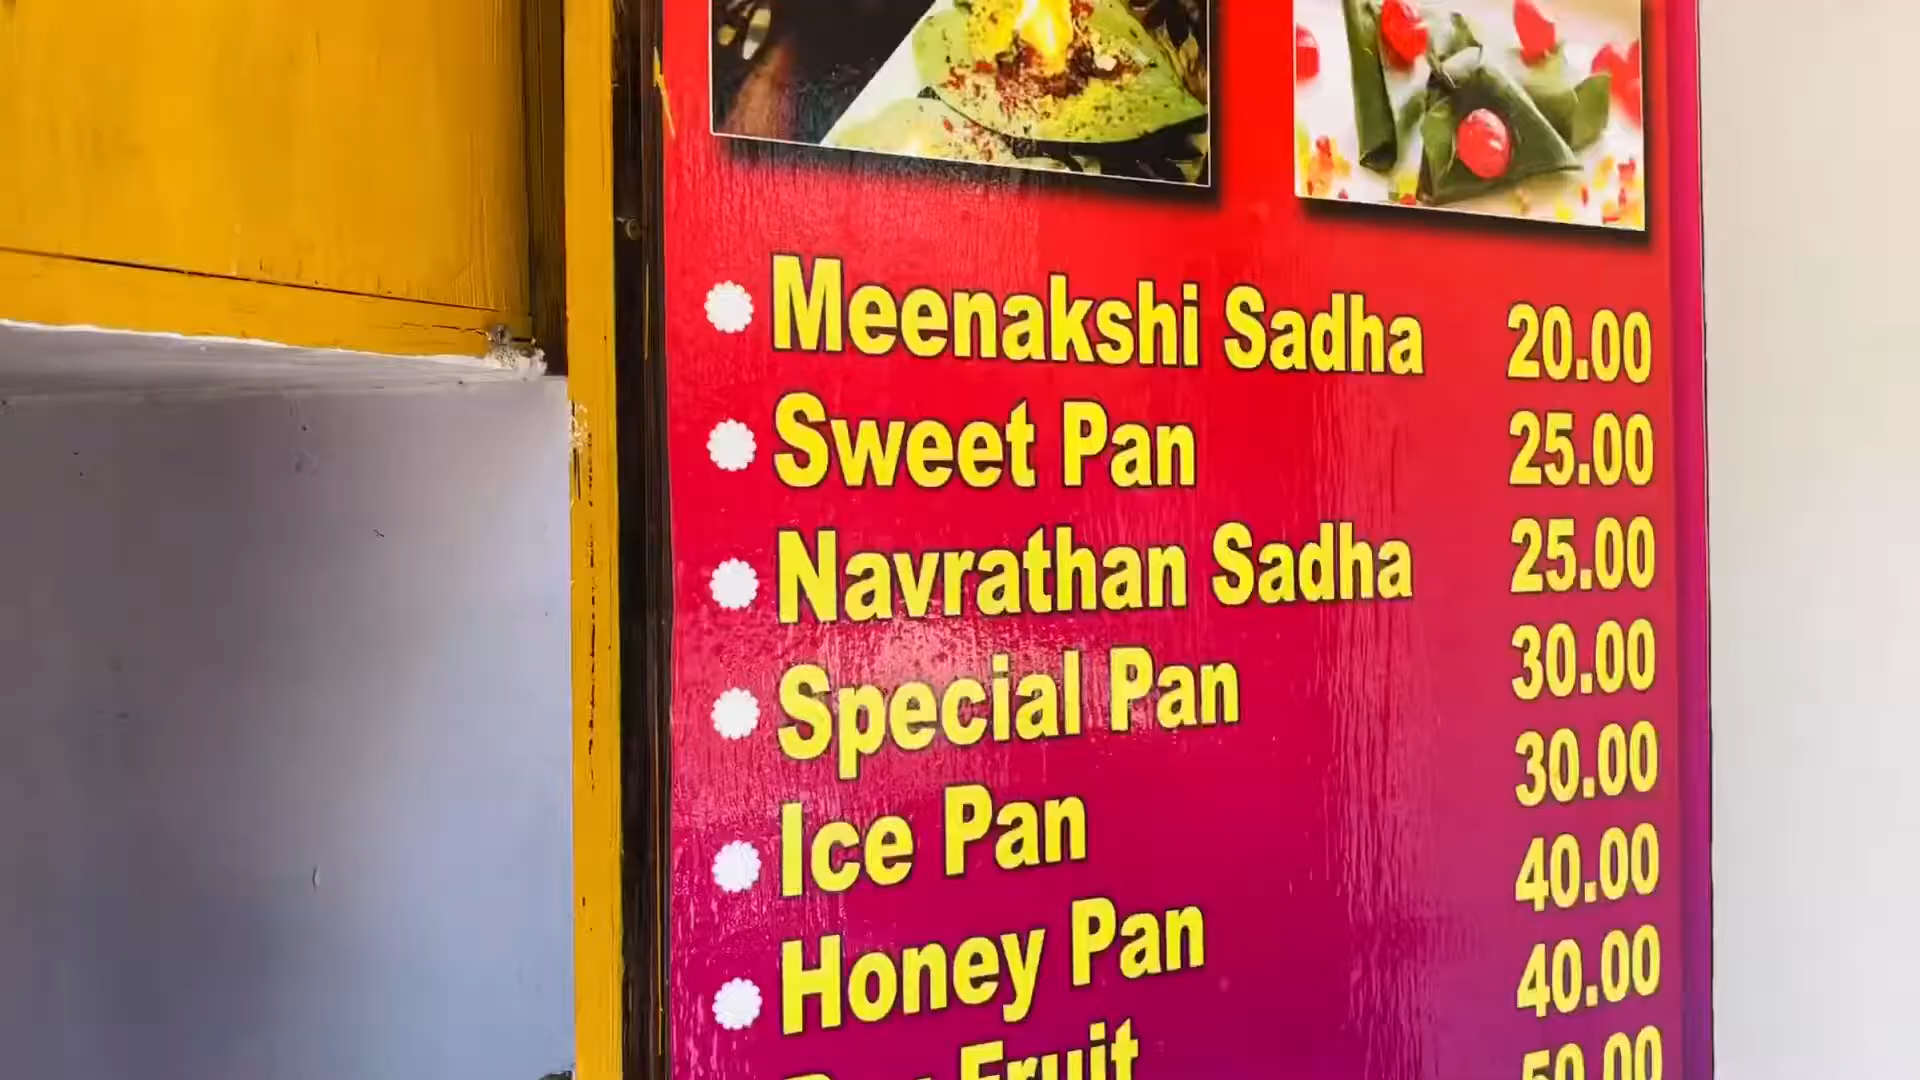 Meenakshi Sadha 20.00
Sweet Pan 25.00
Navrathan Sadha 25.00
Special Pan 30.00
Ice Pan 30.00
Honey Pan 40.00
Fruit 40.00
50.00